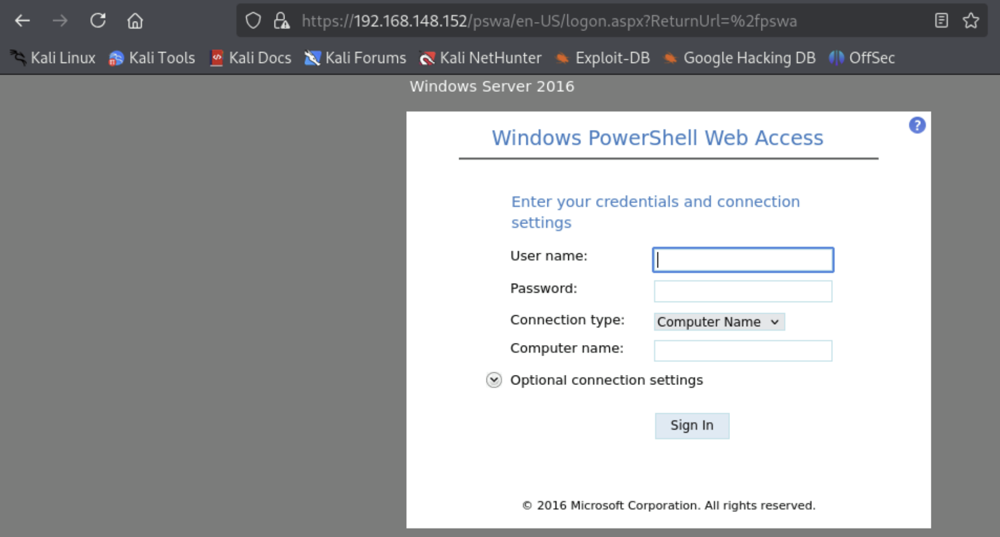 https://192.168.148.152/pswa/en-US/logon.aspx?ReturnUrl=%2fpswa
Kali Linux Kali Tools Kali Docs Kali Forums Kali NetHunter Exploit-DB Google Hacking DB OffSec
Windows Server 2016
?
Windows PowerShell Web Access
Enter your credentials and connection
settings
User name:
Password:
Connection type: Computer Name
Computer name:
Optional connection settings
Sign In
© 2016 Microsoft Corporation. All rights reserved.